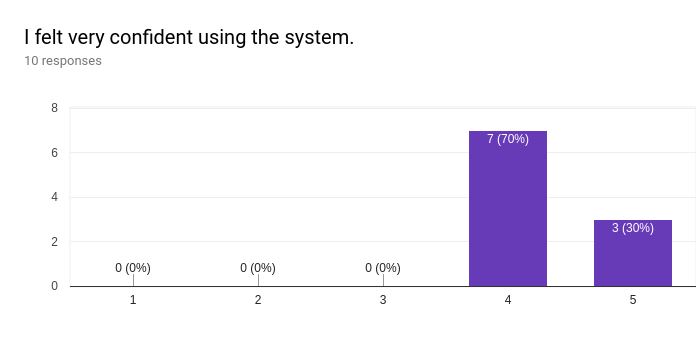 I felt very confident using the system.
10 responses
8
6
4
2
0
0 (0%) 0 (0%) 0 (0%) 7 (70%) 3 (30%)
1 2 3 4 5